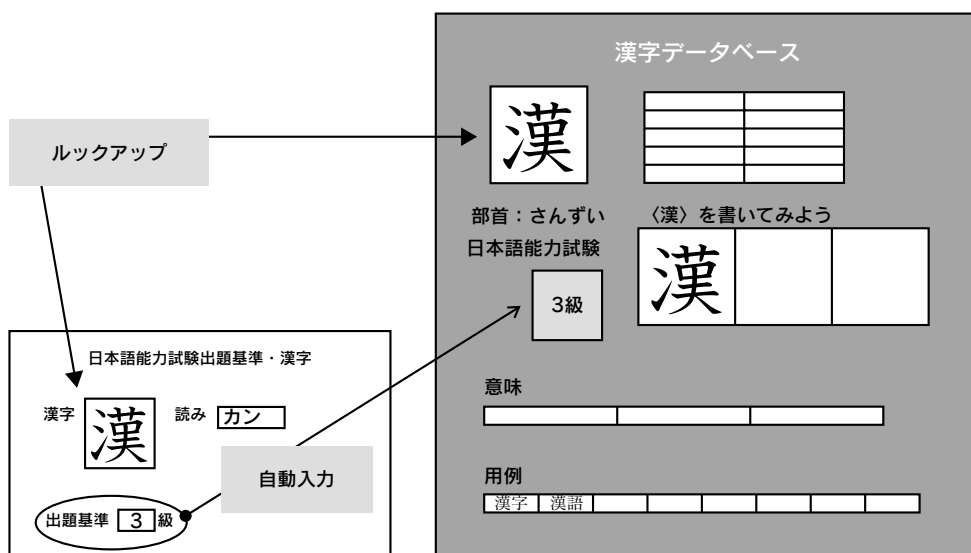 漢字データベース
漢
部首：さんずい
日本語能力試験
3級
〈漢〉を書いてみよう
漢
意味
用例
漢字 漢語
ルックアップ
日本語能力試験出題基準・漢字
漢字 漢 読み カン
自動入力
出題基準 3 級